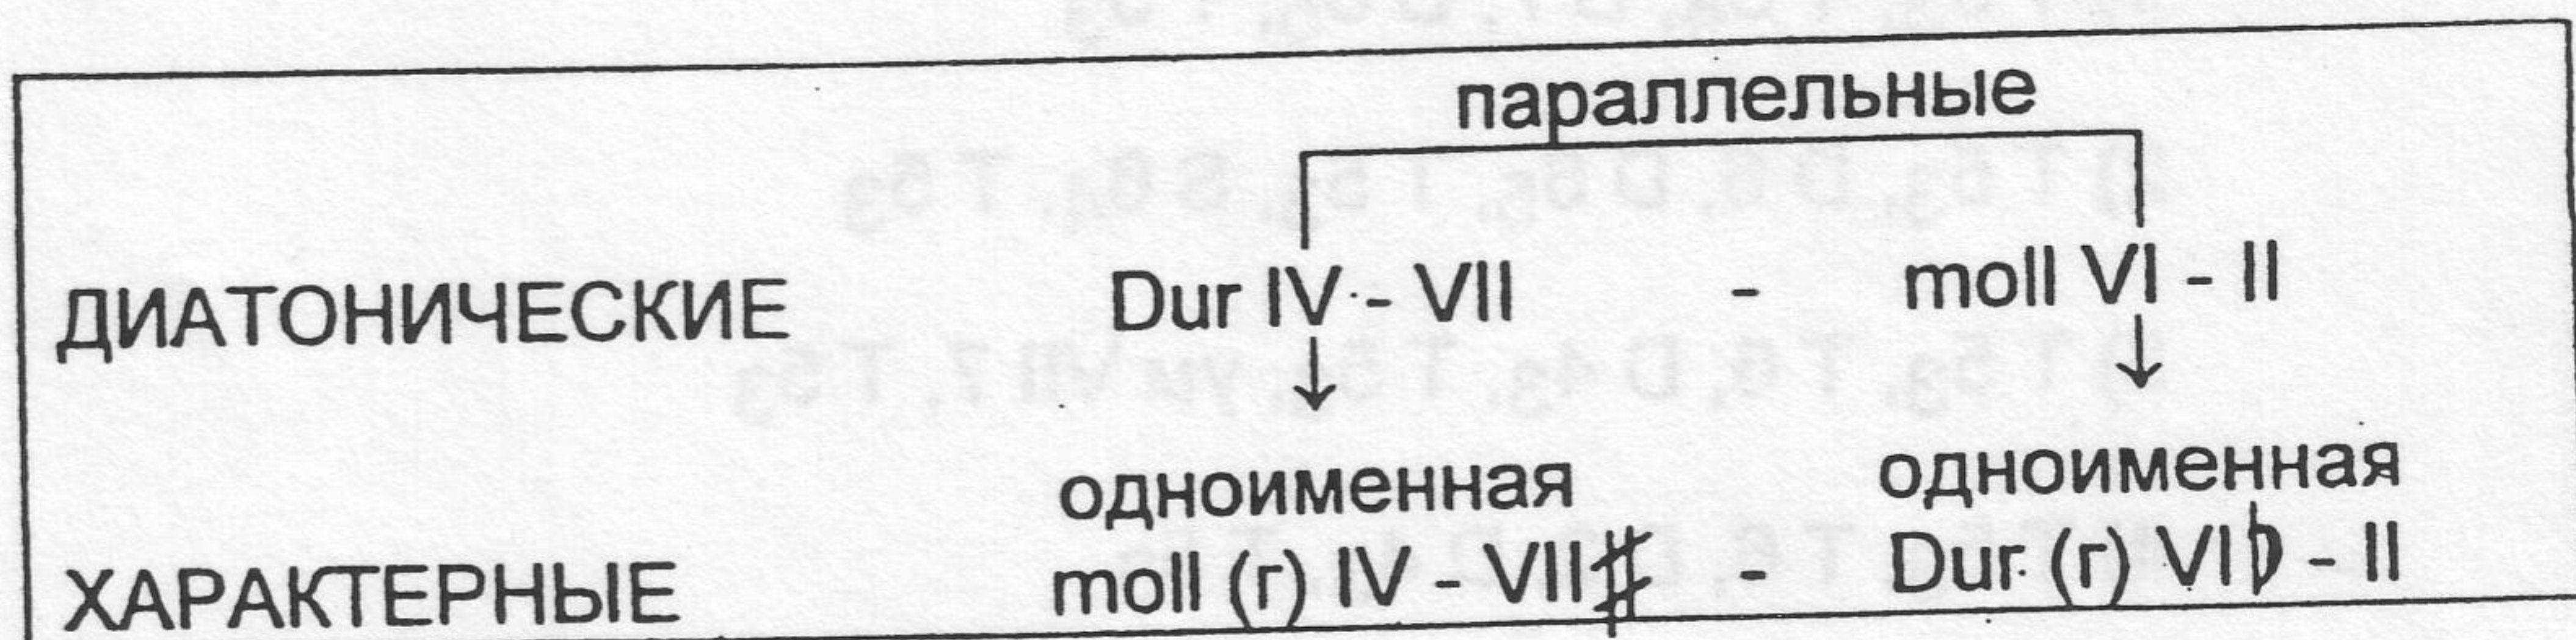 параллельные
ДИАТОНИЧЕСКИЕ Dur IV - VII - moll VI - II
одноименная одноименная
ХАРАКТЕРНЫЕ moll (г) IV - VII♯ - Dur (г) VI♭ - II